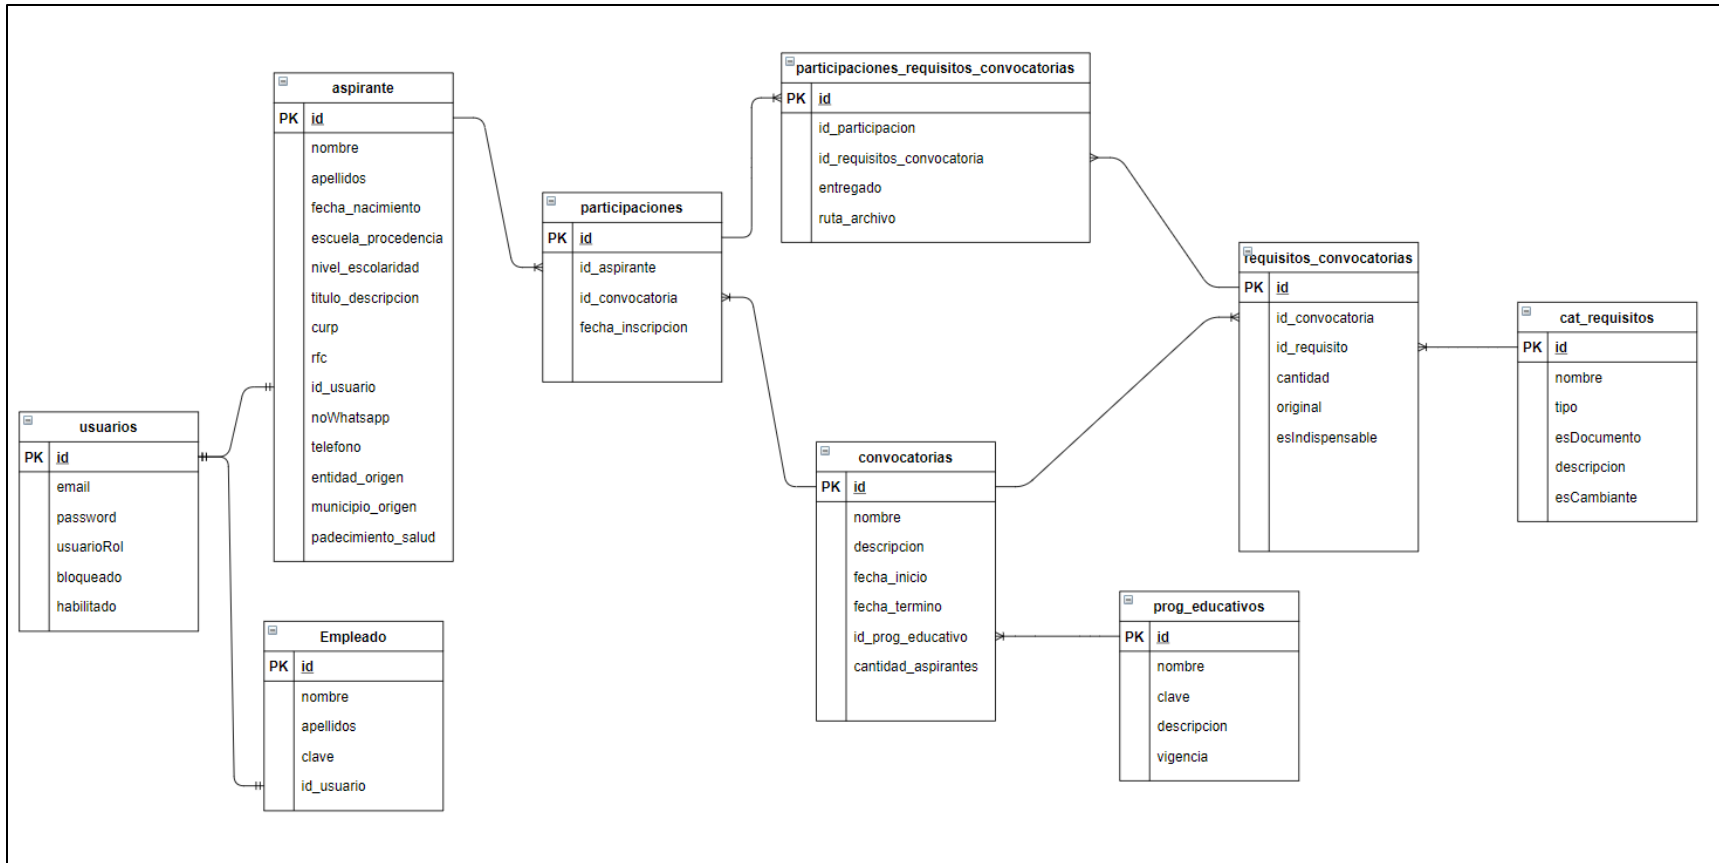 aspirante
PK id
nombre
apellidos
fecha_nacimiento
escuela_procedencia
nivel_escolaridad
titulo_descripcion
curp
rfc
id_usuario
noWhatsapp
telefono
entidad_origen
municipio_origen
padecimiento_salud
usuarios
PK id
email
password
usuarioRol
bloqueado
habilitado
Empleado
PK id
nombre
apellidos
clave
id_usuario
participaciones
PK id
id_aspirante
id_convocatoria
fecha_inscripcion
participaciones_requisitos_convocatorias
PK id
id_participacion
id_requisitos_convocatoria
entregado
ruta_archivo
convocatorias
PK id
nombre
descripcion
fecha_inicio
fecha_termino
id_prog_educativo
cantidad_aspirantes
requisitos_convocatorias
PK id
id_convocatoria
id_requisito
cantidad
original
esIndispensable
cat_requisitos
PK id
nombre
tipo
esDocumento
descripcion
esCambiante
prog_educativos
PK id
nombre
clave
descripcion
vigencia